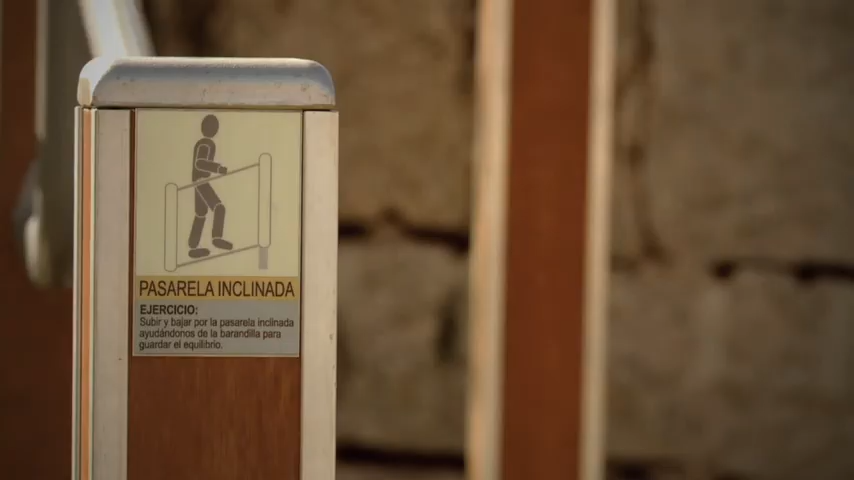 PASARELA INCLINADA
EJERCICIO:
Subir y bajar por la pasarela inclinada
ayudándonos de la barandilla para
guardar el equilibrio.